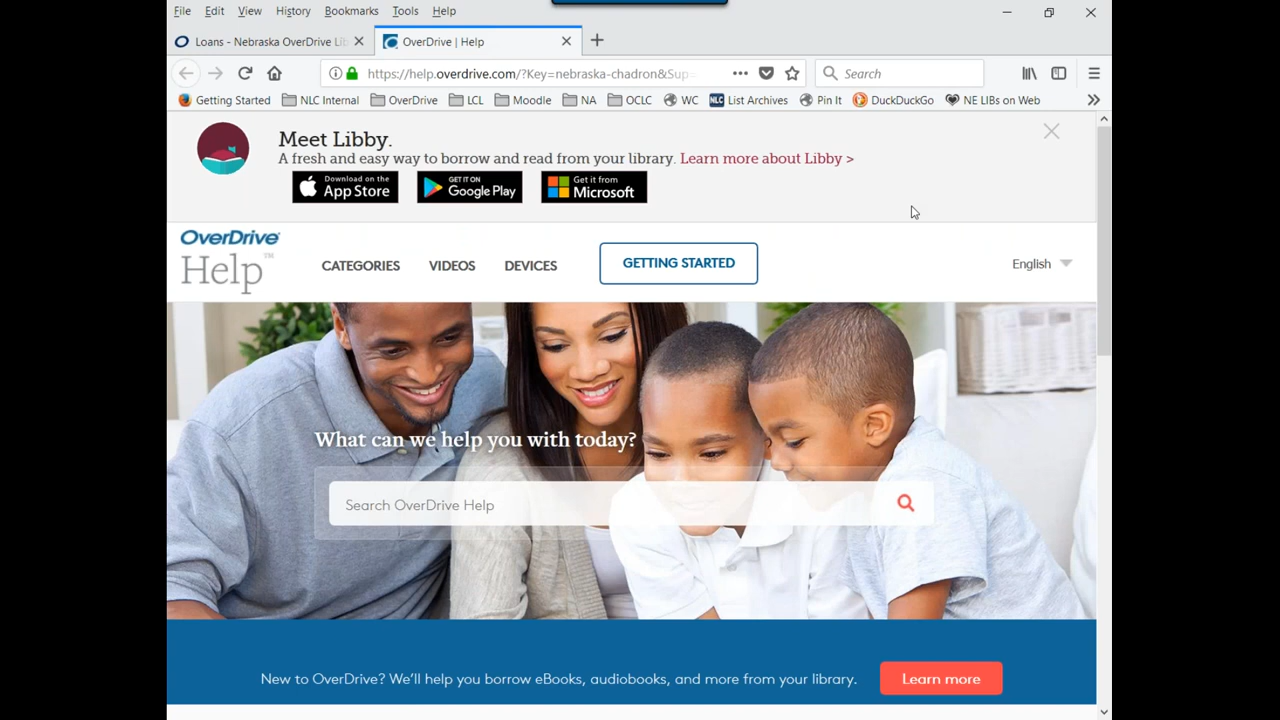 File Edit View History Bookmarks Tools Help
Loans - Nebraska OverDrive Lib
OverDrive | Help
https://help.overdrive.com/?Key=nebraska-chadron&Sup
Search
Getting Started NLC Internal OverDrive LCL Moodle NA OCLC WC NLC List Archives Pin It DuckDuckGo NE LIBs on Web
Meet Libby.
A fresh and easy way to borrow and read from your library. Learn more about Libby >
Download on the App Store
GET IT ON Google Play
Get it from Microsoft
OverDrive
Help™
CATEGORIES VIDEOS DEVICES GETTING STARTED
English
What can we help you with today?
Search OverDrive Help
New to OverDrive? We'll help you borrow eBooks, audiobooks, and more from your library. Learn more